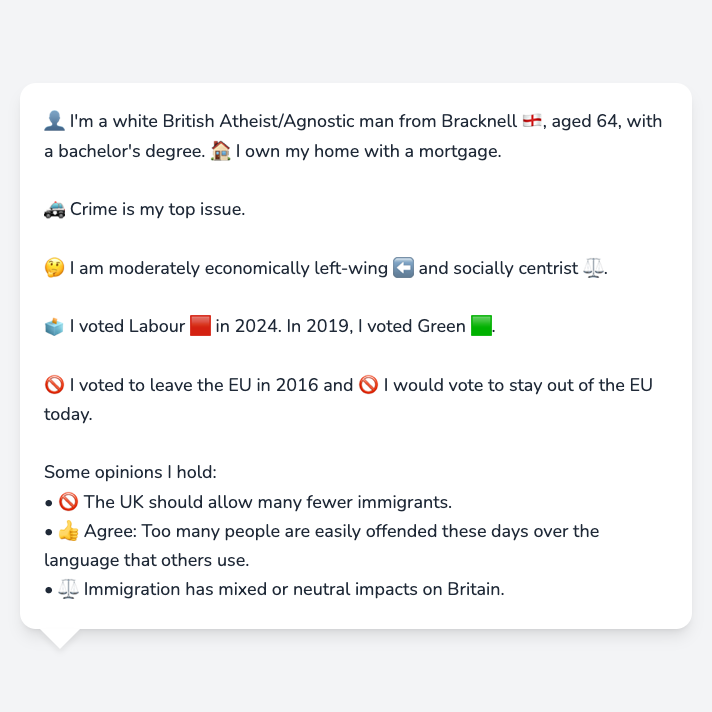 👤 I'm a white British Atheist/Agnostic man from Bracknell 🏴󠁧󠁢󠁥󠁮󠁧󠁿, aged 64, with
a bachelor's degree. 🏠 I own my home with a mortgage.
🚓 Crime is my top issue.
🤔 I am moderately economically left-wing ⬅️ and socially centrist ⚖️.
🗳️ I voted Labour 🟥 in 2024. In 2019, I voted Green 🟩.
🚫 I voted to leave the EU in 2016 and 🚫 I would vote to stay out of the EU
today.
Some opinions I hold:
• 🚫 The UK should allow many fewer immigrants.
• 👍 Agree: Too many people are easily offended these days over the
language that others use.
• ⚖️ Immigration has mixed or neutral impacts on Britain.